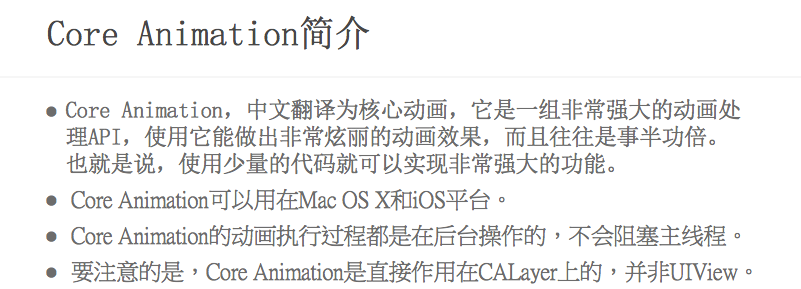 Core Animation简介
● Core Animation，中文翻译为核心动画，它是一组非常强大的动画处
理API，使用它能做出非常炫丽的动画效果，而且往往是事半功倍。
也就是说，使用少量的代码就可以实现非常强大的功能。
● Core Animation可以用在Mac OS X和iOS平台。
● Core Animation的动画执行过程都是在后台操作的，不会阻塞主线程。
● 要注意的是，Core Animation是直接作用在CALayer上的，并非UIView。